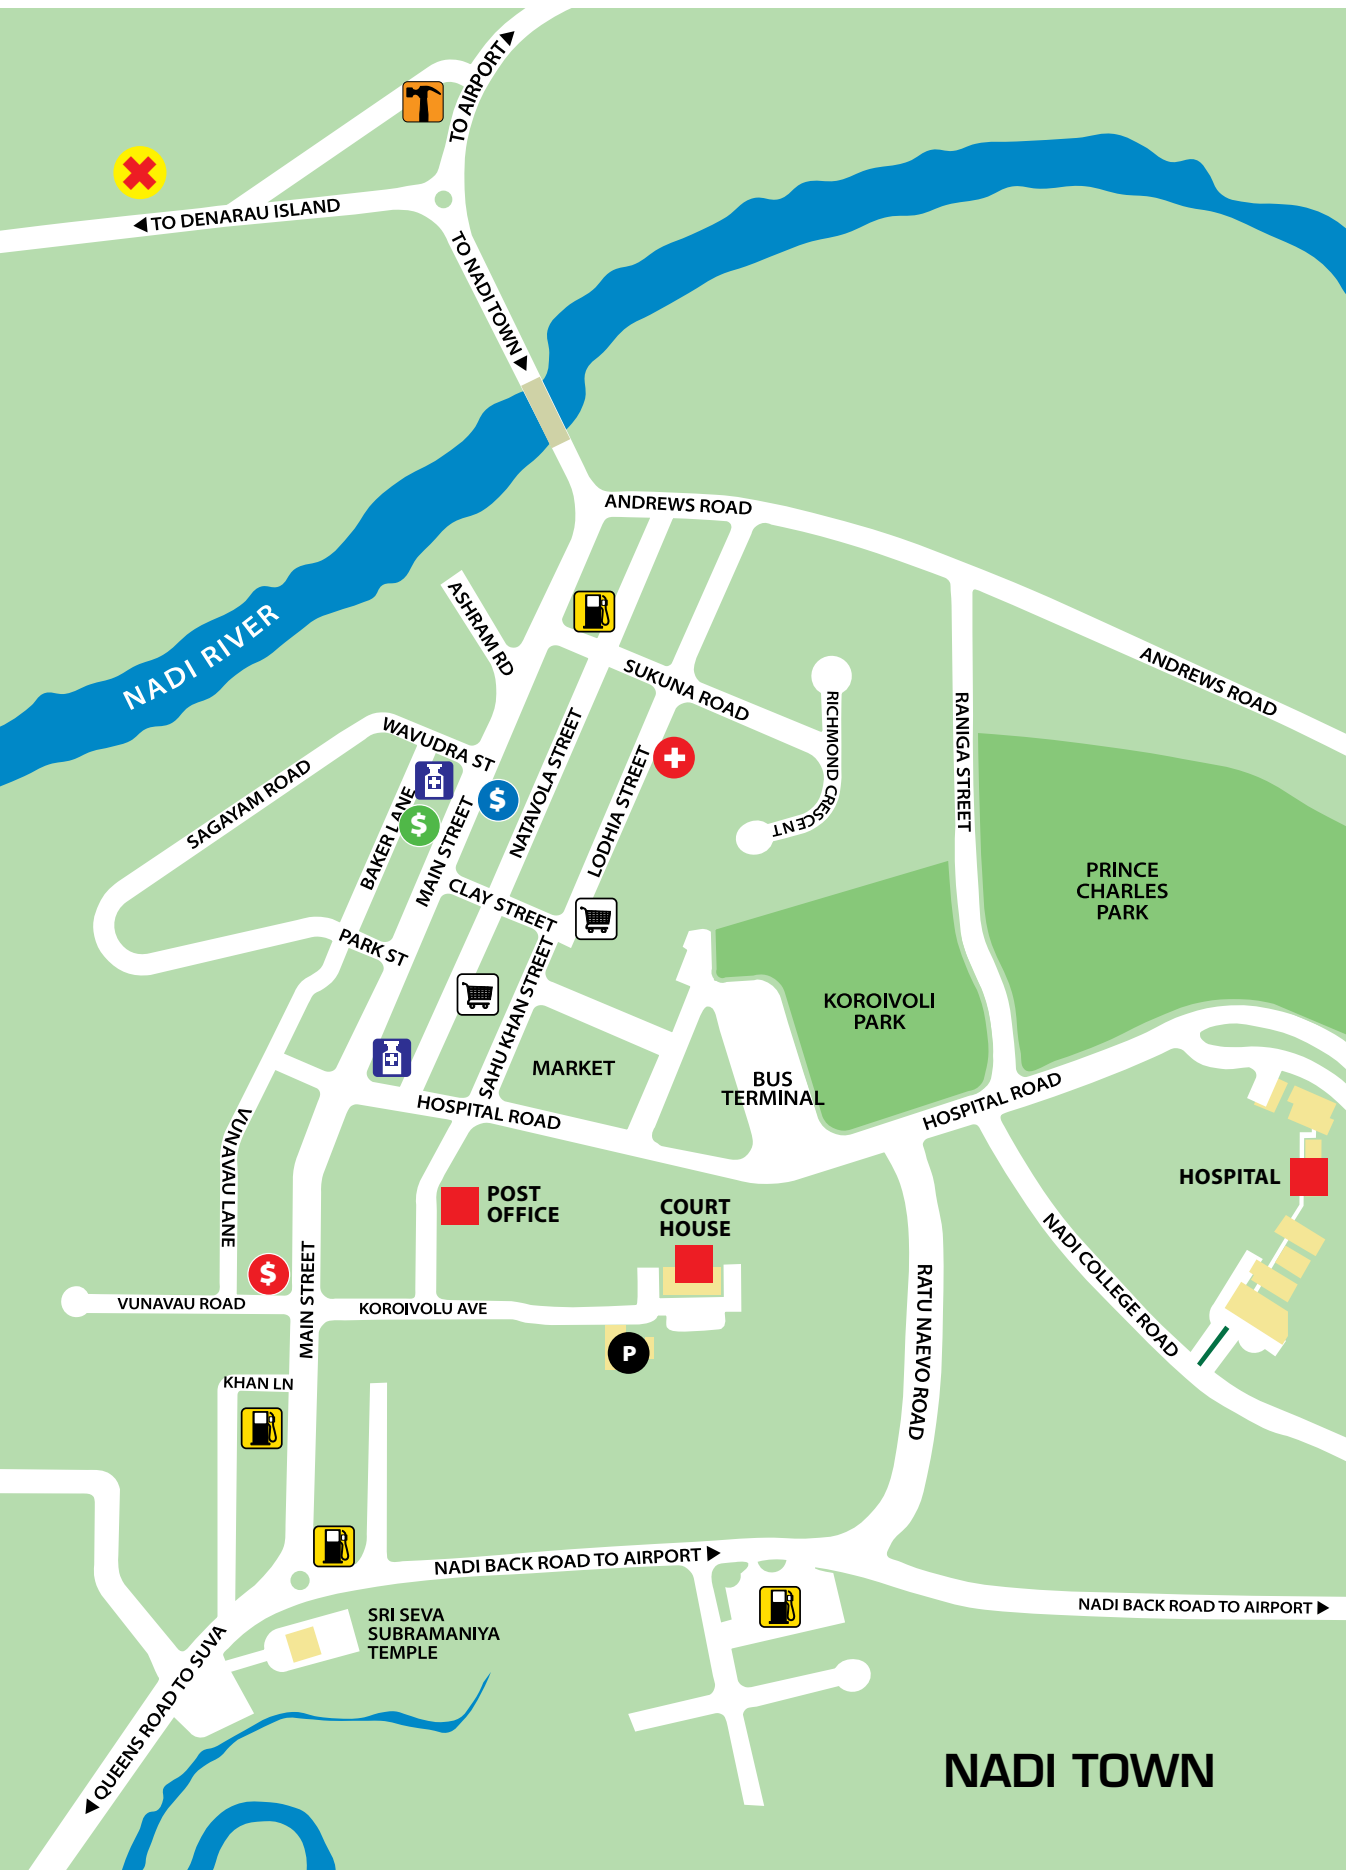 TO AIRPORT
TO DENARAU ISLAND
TO NADI TOWN
ANDREWS ROAD
NADI RIVER
ASHRAM RD
SUKUNA ROAD
ANDREWS ROAD
WAVUDRA ST
SAGAYAM ROAD
NATAVOLA STREET
LODHIA STREET
RICHMOND CRESCENT
RANIGA STREET
BAKER LANE
$
$
MAIN STREET
CLAY STREET
PRINCE
CHARLES
PARK
PARK ST
SAHU KHAN STREET
KOROIVOLI
PARK
MARKET
BUS
TERMINAL
HOSPITAL ROAD
HOSPITAL ROAD
VUNAVAU LANE
POST
OFFICE
COURT
HOUSE
HOSPITAL
NADI COLLEGE ROAD
$
MAIN STREET
VUNAVAU ROAD
KOROIVOLU AVE
P
RATU NAEVO ROAD
KHAN LN
NADI BACK ROAD TO AIRPORT
NADI BACK ROAD TO AIRPORT
SRI SEVA
SUBRAMANIYA
TEMPLE
QUEENS ROAD TO SUVA
NADI TOWN